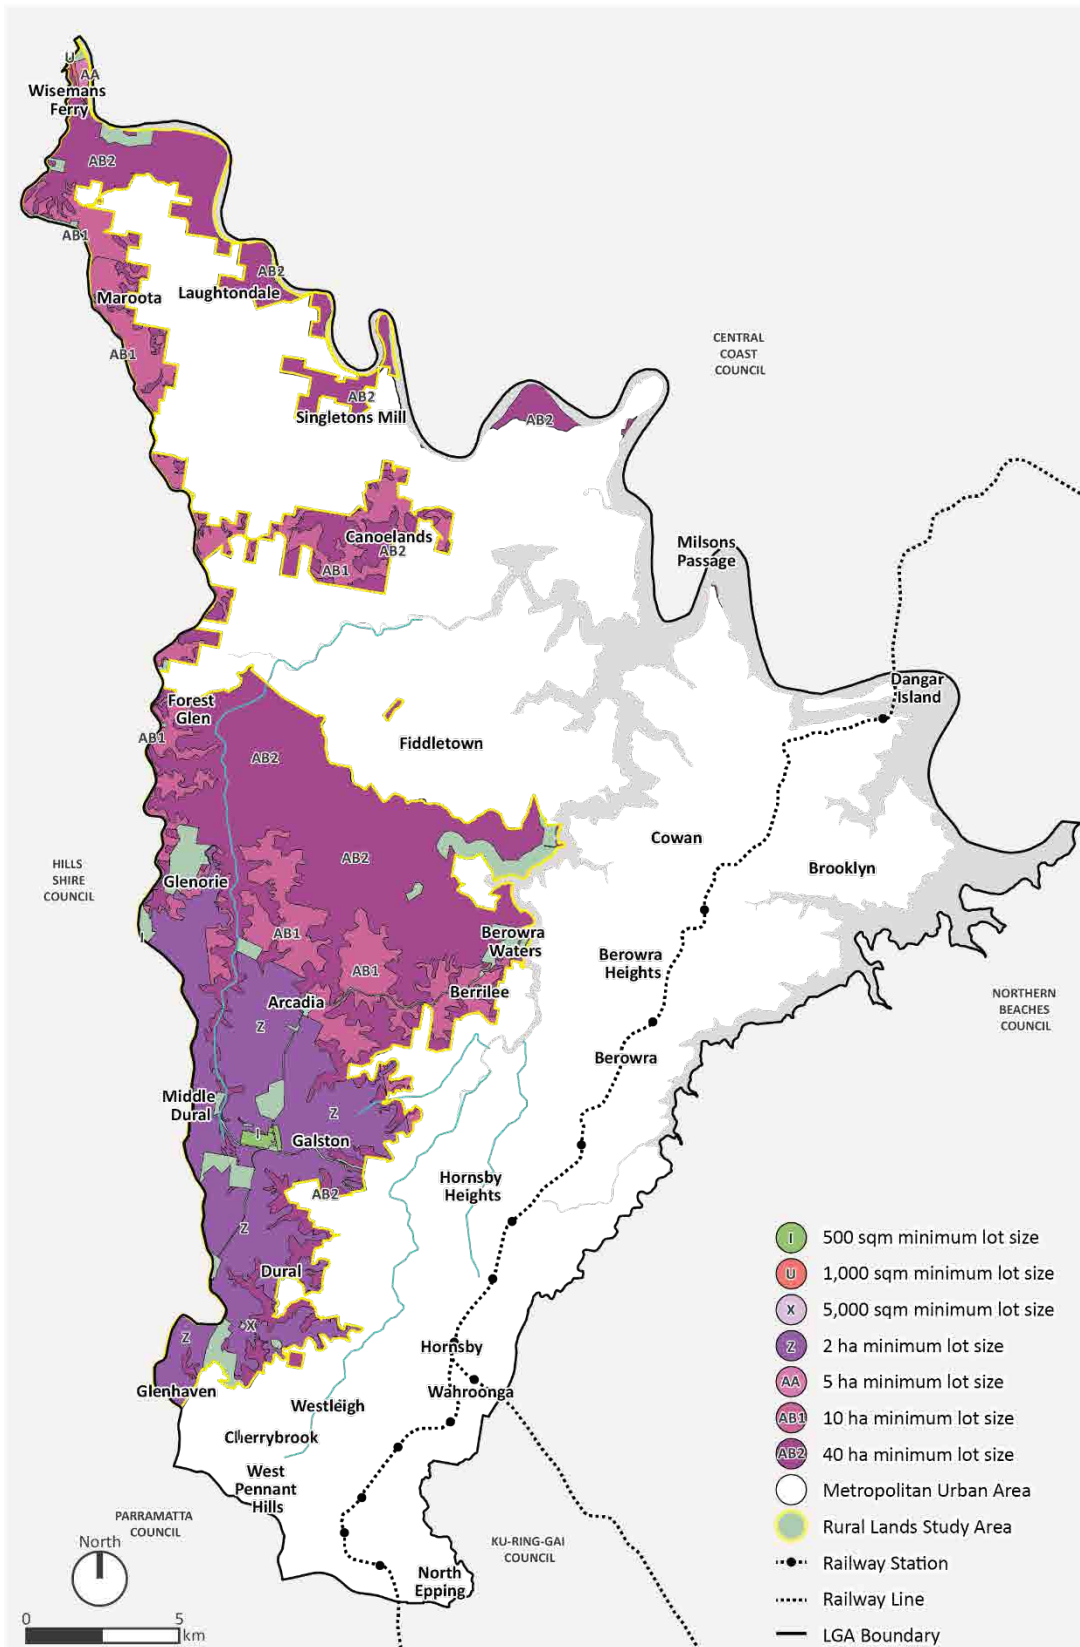 U
AA
Wisemans
Ferry
AB2
AB1
AB2
Maroota
Laughtondale
AB1
AB2
Singletons Mill
AB2
CENTRAL
COAST
COUNCIL
Canoelands
AB2
AB1
Milsons
Passage
Dangar
Island
Forest
Glen
AB1
AB2
Fiddletown
Cowan
Brooklyn
HILLS
SHIRE
COUNCIL
AB2
Glenorie
I
AB1
Berowra
Waters
Berowra
Heights
AB1
Berrilee
Arcadia
Z
NORTHERN
BEACHES
COUNCIL
Berowra
Middle
Dural
Z
I
Galston
Hornsby
Heights
AB2
Z
Dural
X
Z
Hornsby
Glenhaven
Wahroonga
Westleigh
Cherrybrook
West
Pennant
Hills
PARRAMATTA
COUNCIL
KU-RING-GAI
COUNCIL
North
Epping
North
0 5
km
I 500 sqm minimum lot size
U 1,000 sqm minimum lot size
X 5,000 sqm minimum lot size
Z 2 ha minimum lot size
AA 5 ha minimum lot size
AB1 10 ha minimum lot size
AB2 40 ha minimum lot size
Metropolitan Urban Area
Rural Lands Study Area
Railway Station
Railway Line
LGA Boundary